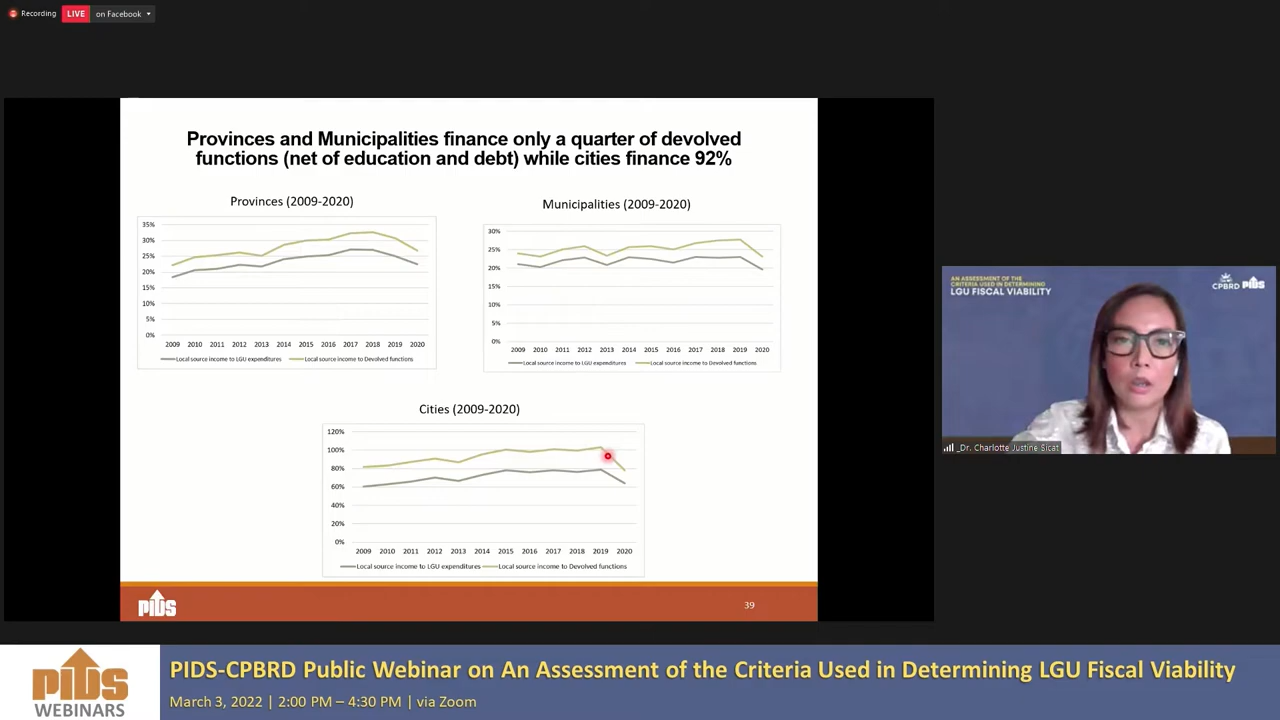 Recording
LIVE
on Facebook
Provinces and Municipalities finance only a quarter of devolved
functions (net of education and debt) while cities finance 92%
Provinces (2009-2020)
35%
30%
25%
20%
15%
10%
5%
0%
2009 2010 2011 2012 2013 2014 2015 2016 2017 2018 2019 2020
Local source income to LGU expenditures
Local source income to Devolved functions
Municipalities (2009-2020)
30%
25%
20%
15%
10%
5%
0%
2009 2010 2011 2012 2013 2014 2015 2016 2017 2018 2019 2020
Local source income to LGU expenditures
Local source income to Devolved functions
Cities (2009-2020)
120%
100%
80%
60%
40%
20%
0%
2009 2010 2011 2012 2013 2014 2015 2016 2017 2018 2019 2020
Local source income to LGU expenditures
Local source income to Devolved functions
PIDS
39
AN ASSESSMENT OF THE
CRITERIA USED IN DETERMINING
LGU FISCAL VIABILITY
CPBRD PIDS
_Dr. Charlotte Justine Sicat
PIDS
WEBINARS
PIDS-CPBRD Public Webinar on An Assessment of the Criteria Used in Determining LGU Fiscal Viability
March 3, 2022 | 2:00 PM – 4:30 PM | via Zoom